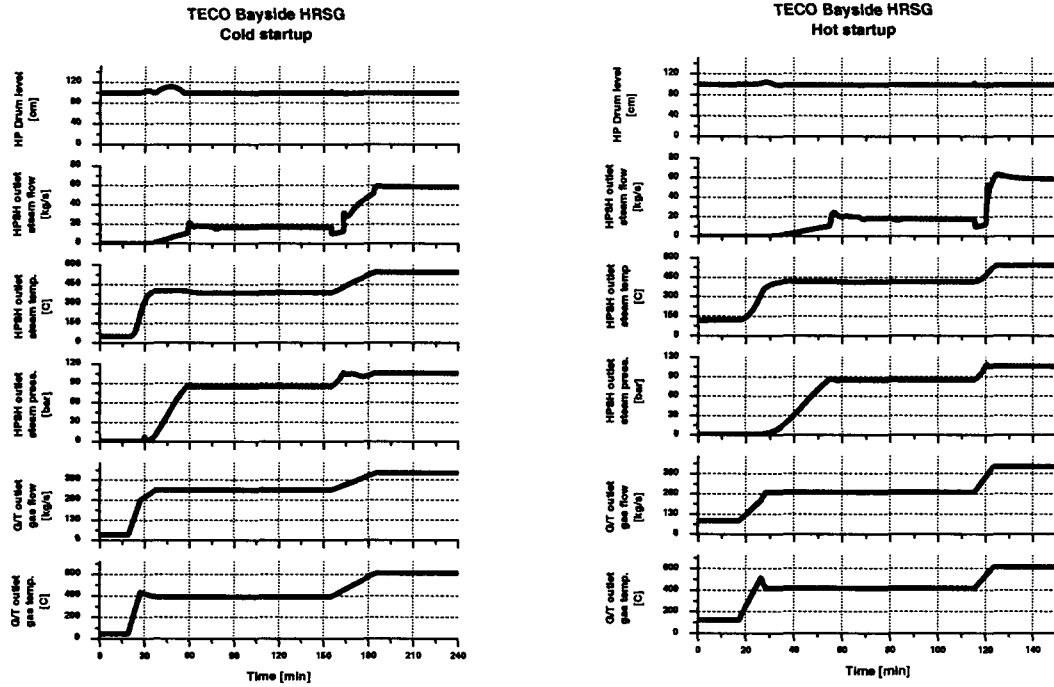 TECO Bayside HRSG
Cold startup
HP Drum level
[cm]
120
80
40
0
HPSH outlet
steam flow
[kg/s]
80
60
40
20
0
HPSH outlet
steam temp.
[C]
600
450
300
150
0
HPSH outlet
steam pres.
[bar]
120
90
60
30
0
G/T outlet
gas flow
[kg/s]
130
0
G/T outlet
gas temp.
[C]
600
400
200
0
0 30 60 90 120 150 180 210 240
Time [min]
TECO Bayside HRSG
Hot startup
HP Drum level
[cm]
120
80
40
0
HPSH outlet
steam flow
[kg/s]
80
60
40
20
0
HPSH outlet
steam temp
[C]
600
450
300
150
0
HPSH outlet
steam pres.
[bar]
120
90
60
30
0
G/T outlet
gas flow
[kg/s]
0
G/T outlet
gas temp.
[C]
600
400
200
0
0 20 40 60 80 100 120 140
Time [min]